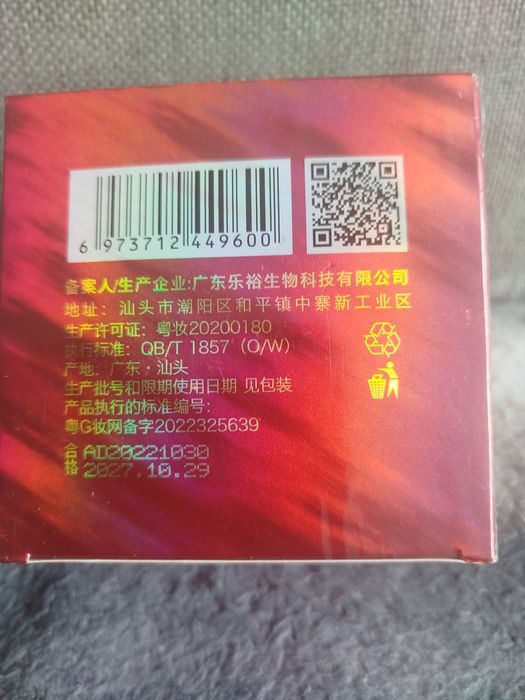 6 973712 449600
备案人/生产企业:广东乐裕生物科技有限公司
地址: 汕头市潮阳区和平镇中寨新工业区
生产许可证: 粤妆20200180
执行标准: QB/T 1857 (O/W)
产地: 广东·汕头
生产批号和限期使用日期 见包装
产品执行的标准编号:
粤G妆网备字2022325639
合格 AD20221030
2027.10.29